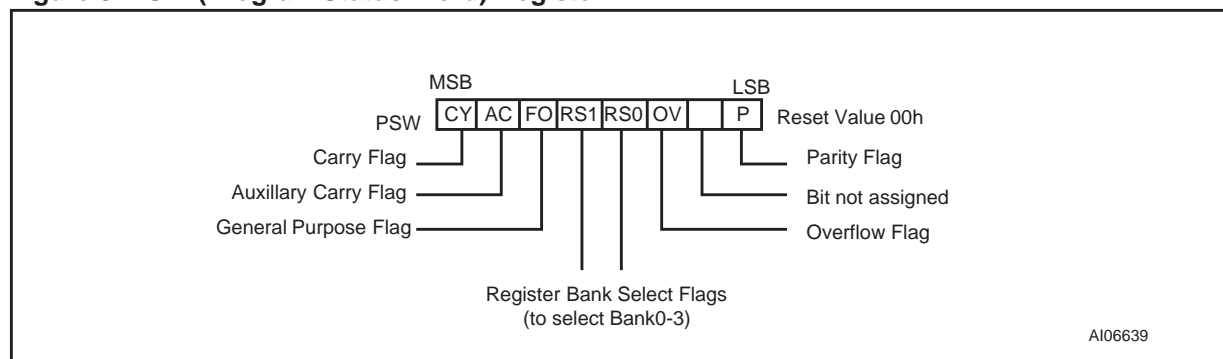 MSB
LSB
PSW CY AC FO RS1 RS0 OV P Reset Value 00h
Carry Flag
Parity Flag
Auxillary Carry Flag
Bit not assigned
General Purpose Flag
Overflow Flag
Register Bank Select Flags
(to select Bank0-3)
AI06639